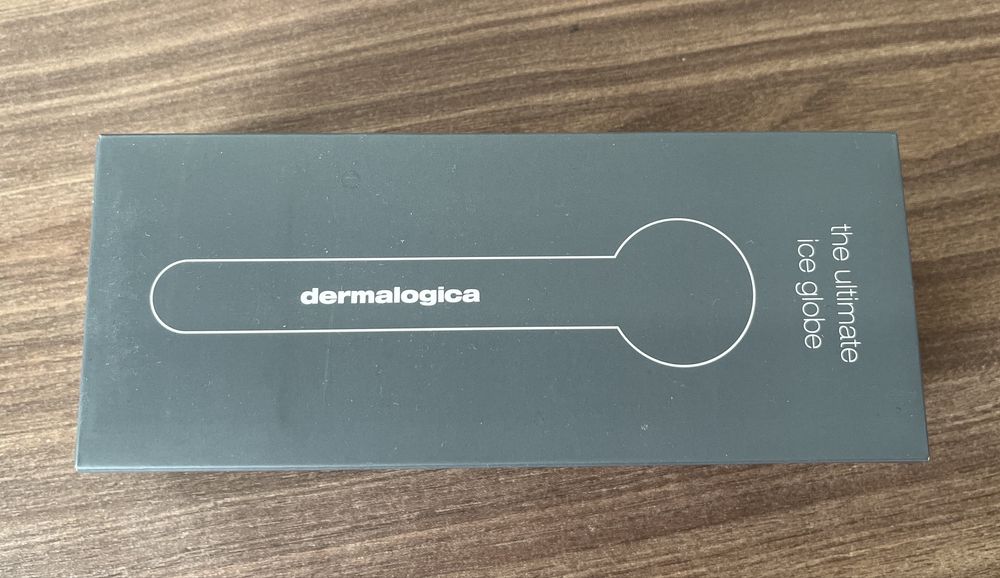 the ultimate
ice globe
dermalogica